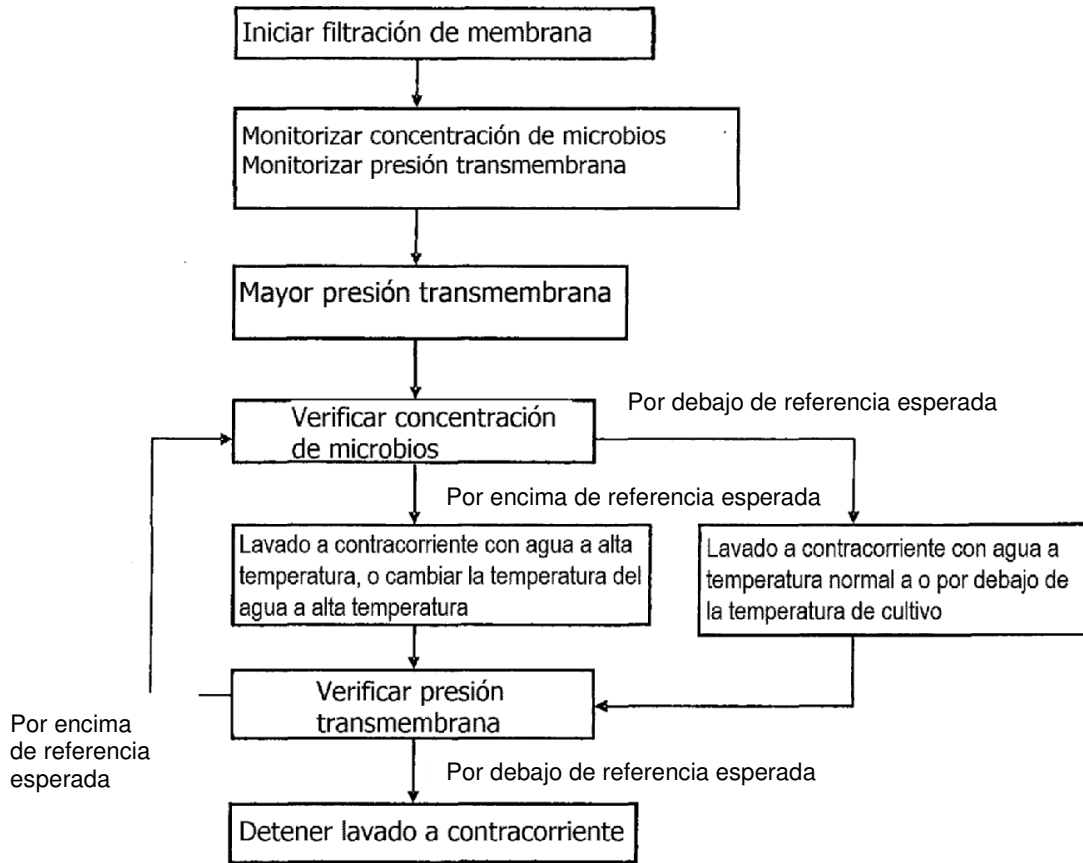 Iniciar filtración de membrana
Monitorizar concentración de microbios
Monitorizar presión transmembrana
Mayor presión transmembrana
Por debajo de referencia esperada
Verificar concentración
de microbios
Por encima de referencia esperada
Lavado a contracorriente con agua a alta
temperatura, o cambiar la temperatura del
agua a alta temperatura
Lavado a contracorriente con agua a
temperatura normal a o por debajo de
la temperatura de cultivo
Verificar presión
transmembrana
Por encima
de referencia
esperada
Por debajo de referencia esperada
Detener lavado a contracorriente